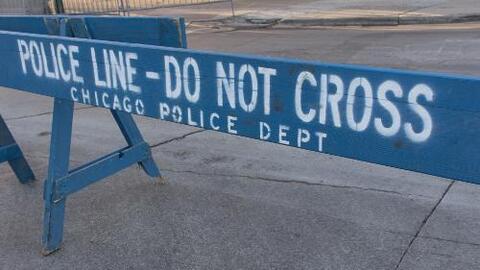 POLICE LINE – DO NOT CROSS
CHICAGO POLICE DEPT